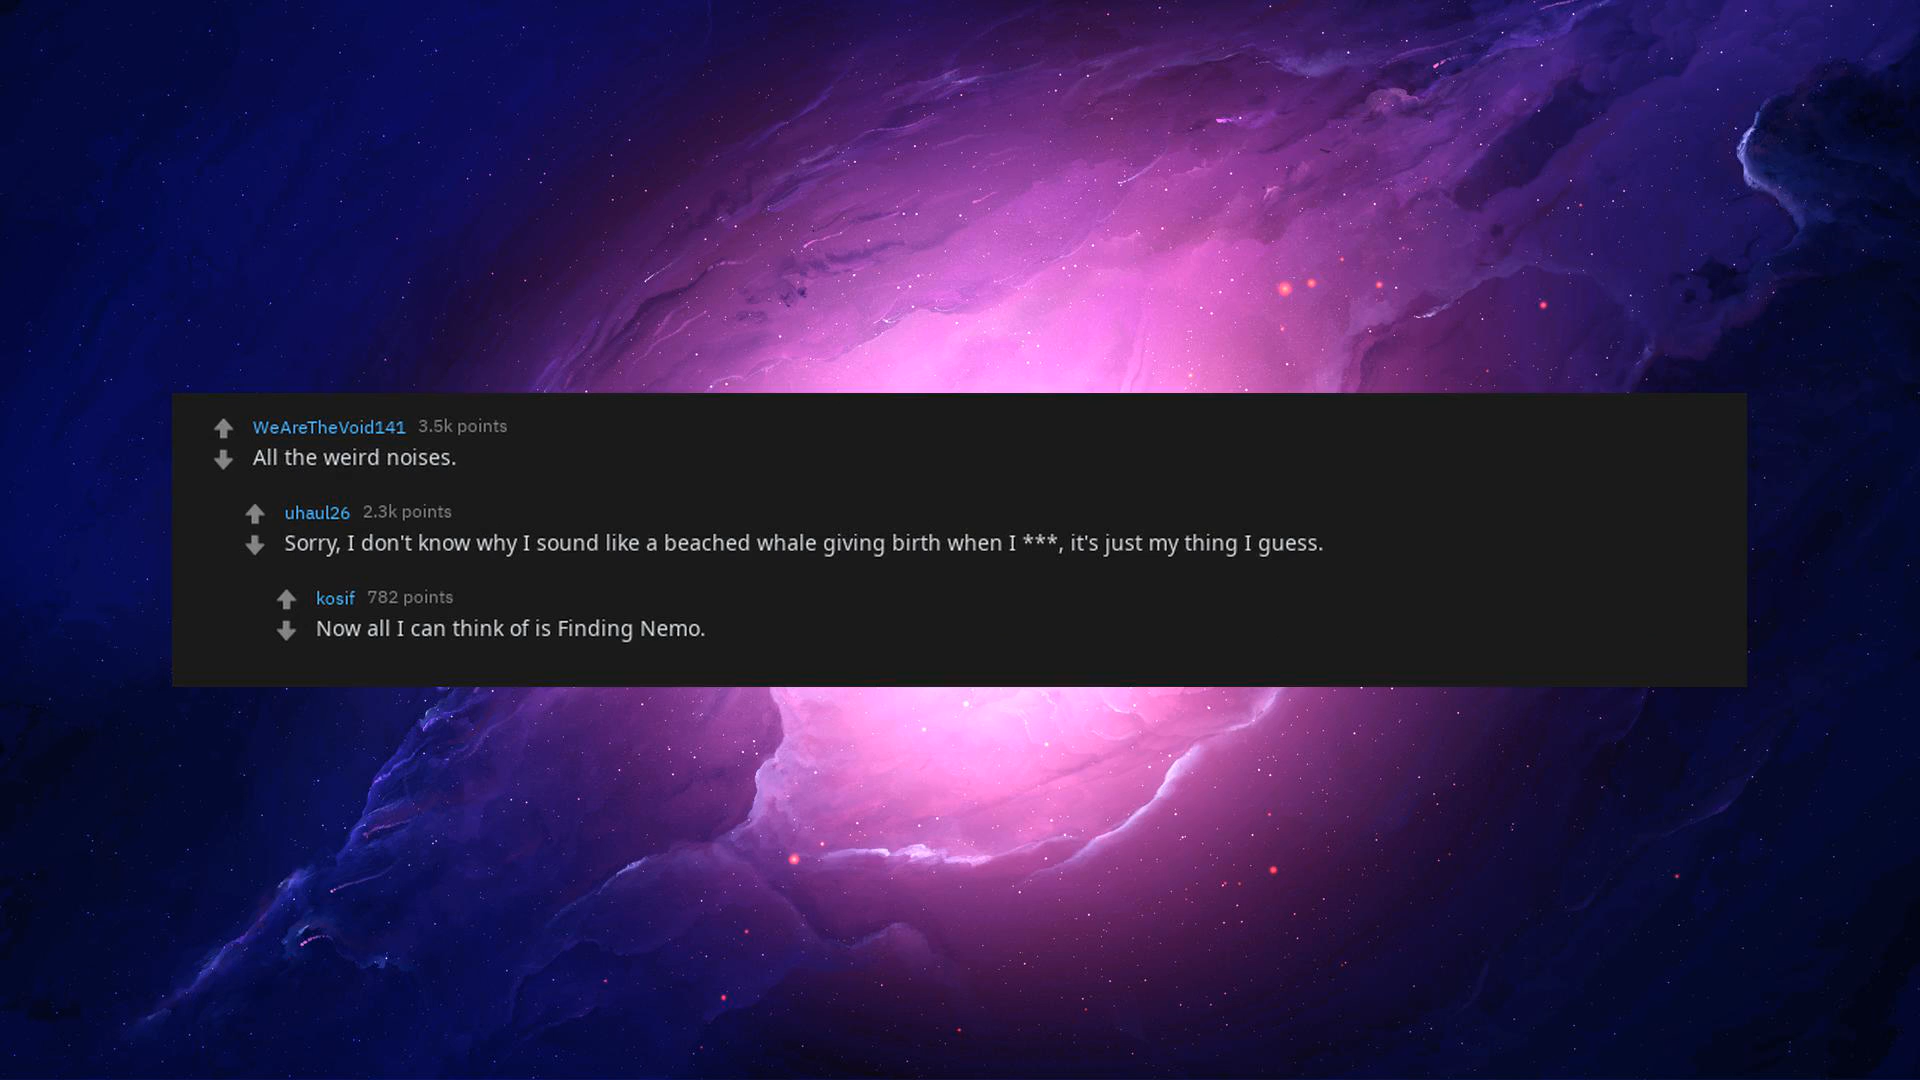 WeAreTheVoid141 3.5k points
All the weird noises.
uhaul26 2.3k points
Sorry, I don't know why I sound like a beached whale giving birth when I ***, it's just my thing I guess.
kosif 782 points
Now all I can think of is Finding Nemo.